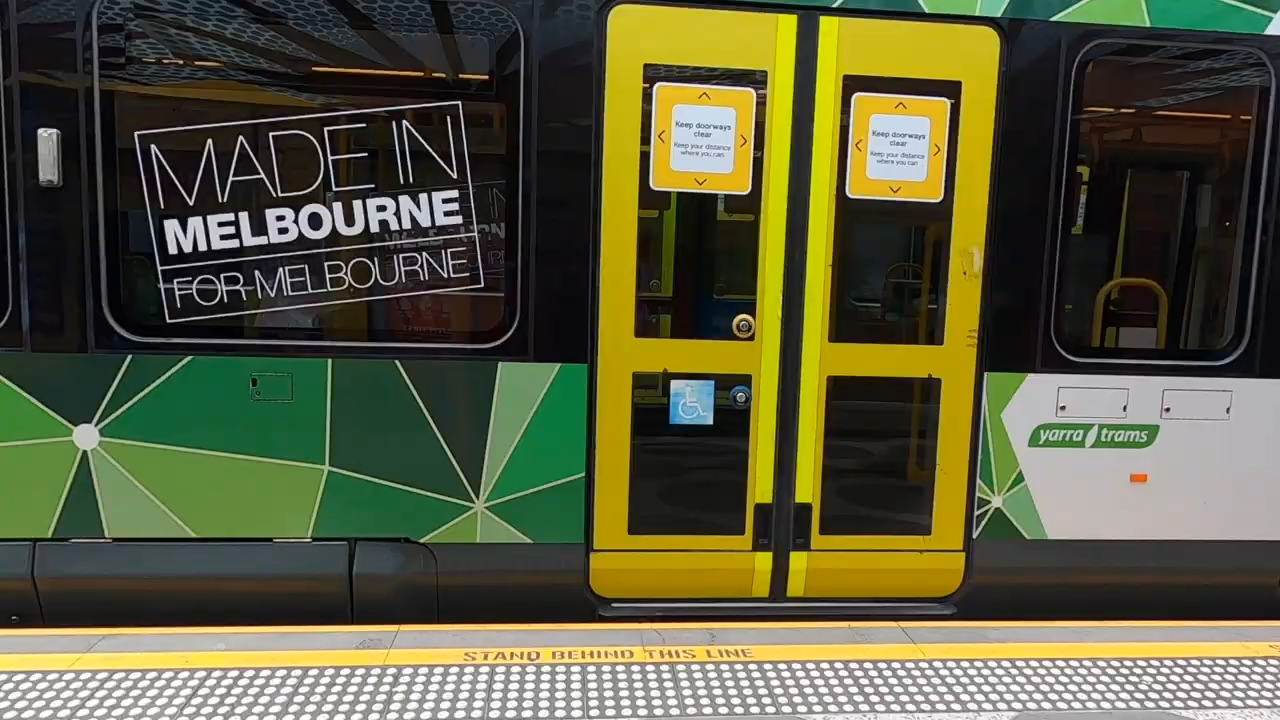 MADE IN
MELBOURNE
FOR MELBOURNE
Keep doorways
clear
Keep your distance
where you can
Keep doorways
clear
Keep your distance
where you can
yarra trams
STAND BEHIND THIS LINE